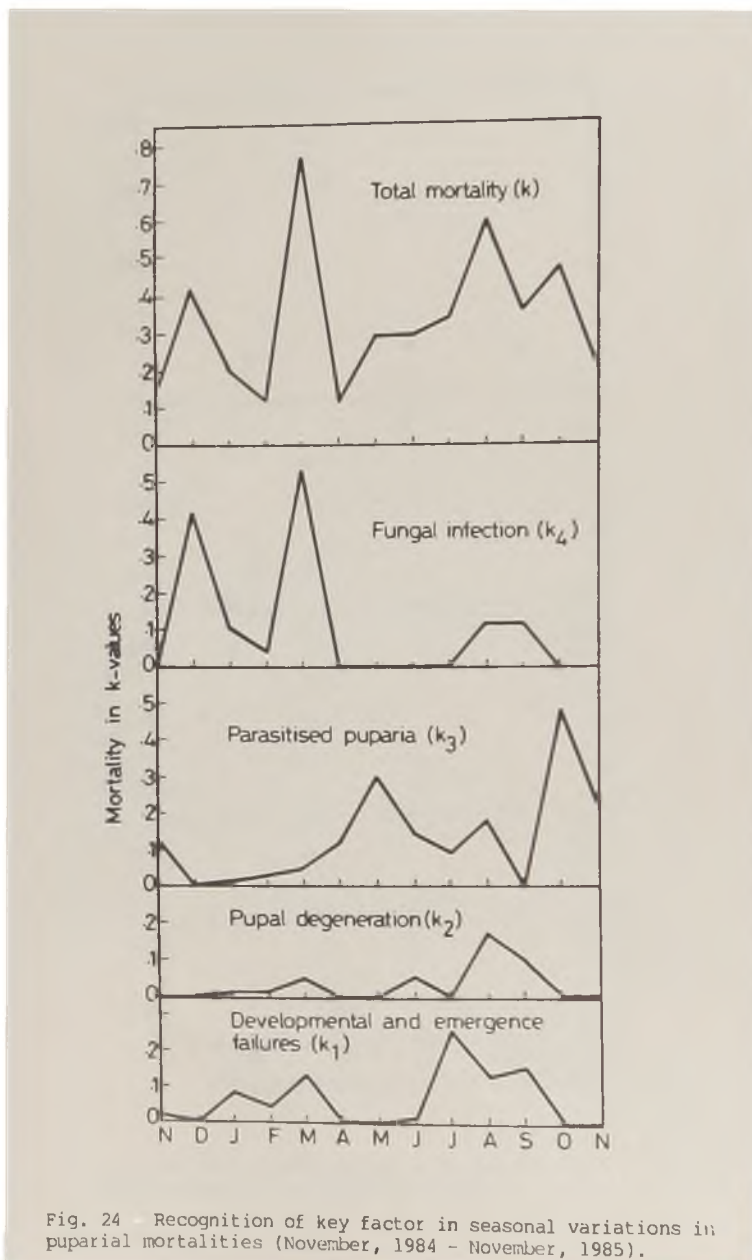 .8
.7
Total mortality (k)
.6
.5
.4
.3
.2
.1
0
.5
.4
Fungal infection (k4)
.3
.2
.1
0
Mortality in k-values
.5
.4
Parasitised puparia (k3)
.3
.2
.1
0
.2
Pupal degeneration (k2)
.1
0
Developmental and emergence
failures (k1)
.2
.1
0
N D J F M A M J J A S O N
Fig. 24 Recognition of key factor in seasonal variations in
puparial mortalities (November, 1984 - November, 1985).